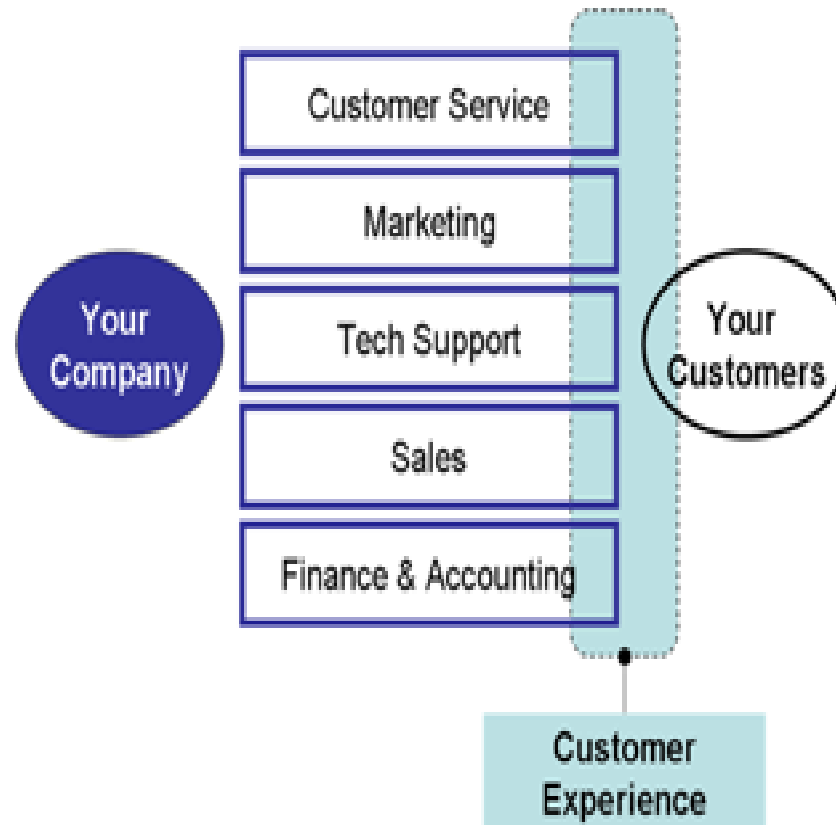 Customer Service
Marketing
Your
Company
Tech Support
Your
Customers
Sales
Finance & Accounting
Customer
Experience